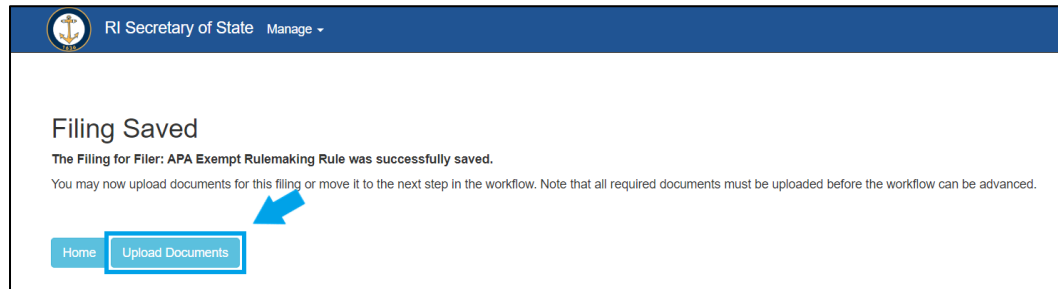 RI Secretary of State Manage
Filing Saved
The Filing for Filer: APA Exempt Rulemaking Rule was successfully saved.
You may now upload documents for this filing or move it to the next step in the workflow. Note that all required documents must be uploaded before the workflow can be advanced.
Home Upload Documents